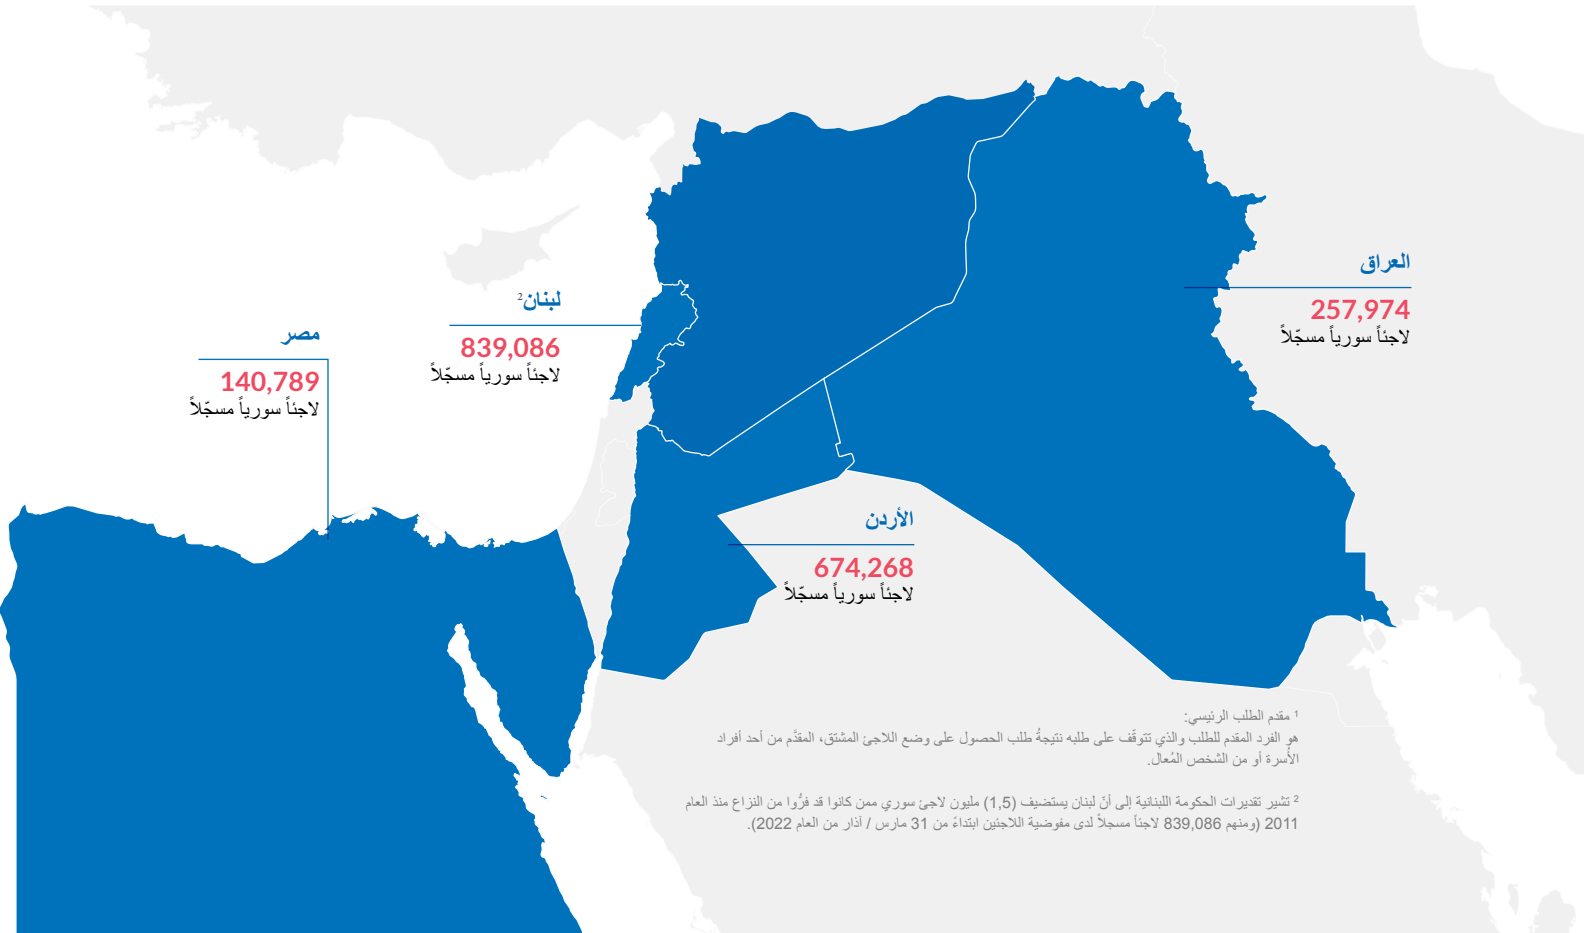 العراق
257,974
لاجئاً سورياً مسجّلاً
لبنان²
839,086
لاجئاً سورياً مسجّلاً
مصر
140,789
لاجئاً سورياً مسجّلاً
الأردن
674,268
لاجئاً سورياً مسجّلاً
¹ مقدم الطلب الرئيسي:
هو الفرد المقدم للطلب والذي تتوقّف على طلبه نتيجةُ طلب الحصول على وضع اللاجئ المشتق، المقدَّم من أحد أفراد
الأسرة أو من الشخص المُعال.
² تشير تقديرات الحكومة اللبنانية إلى أنّ لبنان يستضيف (1,5) مليون لاجئ سوري ممن كانوا قد فرُّوا من النزاع منذ العام
2011 (ومنهم 839,086 لاجئاً مسجلاً لدى مفوضية اللاجئين ابتداءً من 31 مارس / آذار من العام 2022).